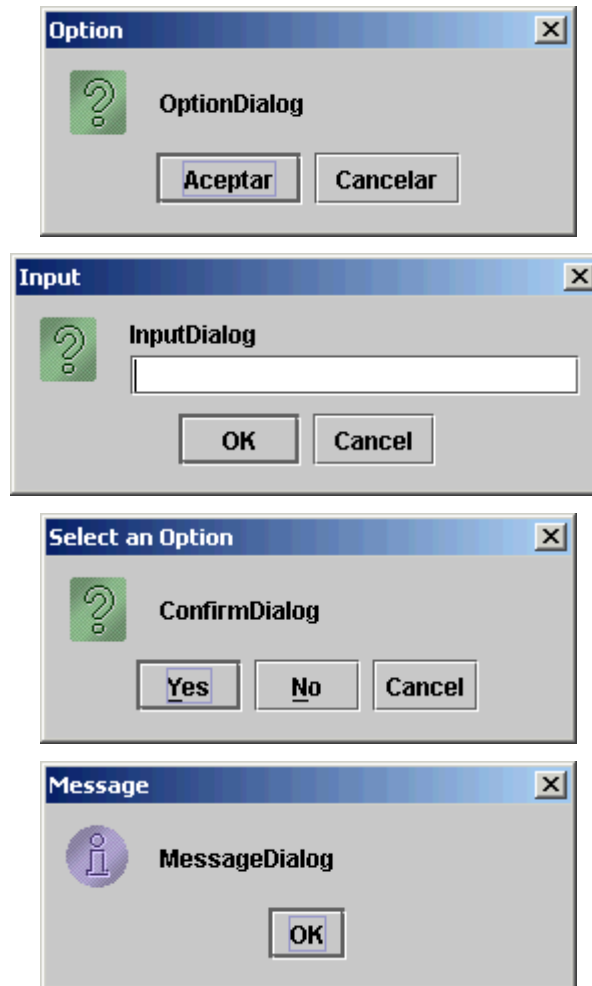 Option
OptionDialog
Aceptar Cancelar
Input
InputDialog
OK Cancel
Select an Option
ConfirmDialog
Yes No Cancel
Message
MessageDialog
OK